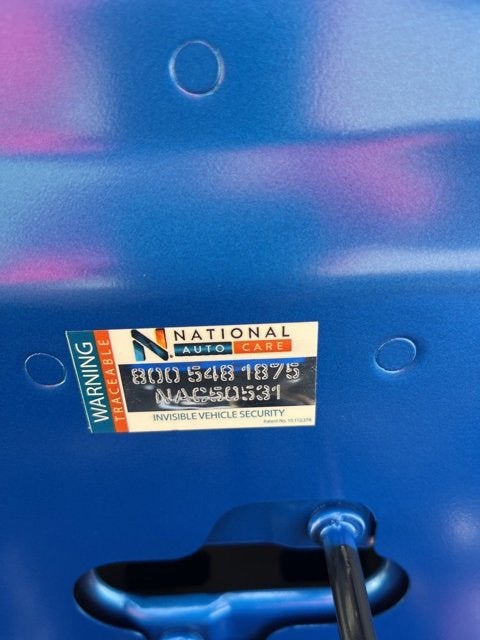 WARNING
TRACEABLE
NATIONAL
AUTO CARE
800 548 1875
NAC50531
INVISIBLE VEHICLE SECURITY